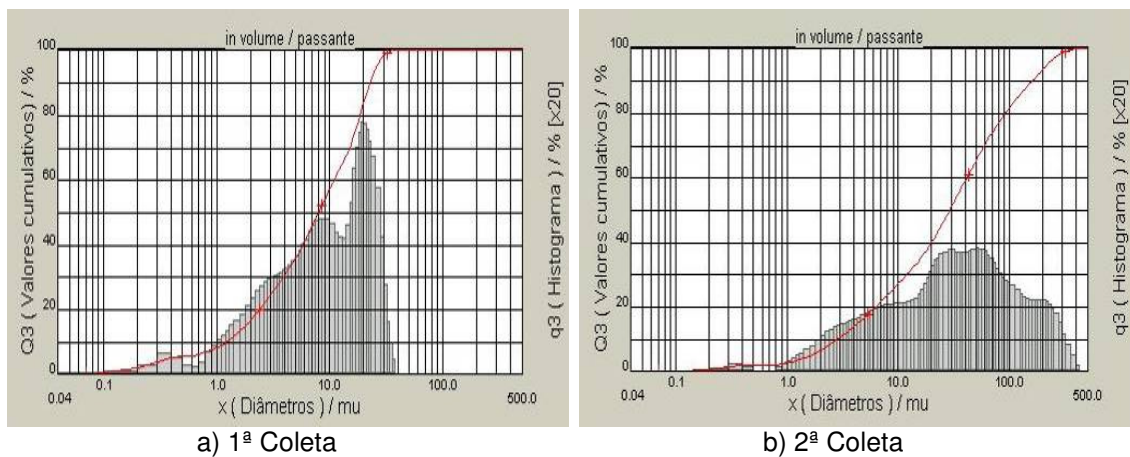 in volume / passante
Q3 ( Valores cumulativos) / %
100
80
60
40
20
0
q3 ( Histograma ) / % [x20]
0.1
1.0
10.0
100.0
0.04
500.0
x ( Diâmetros ) / mu
a) 1ª Coleta
in volume / passante
Q3 ( Valores cumulativos) / %
100
80
60
40
20
0
q3 ( Histograma ) / % [x20]
0.1
1.0
10.0
100.0
0.04
500.0
x ( Diâmetros ) / mu
b) 2ª Coleta